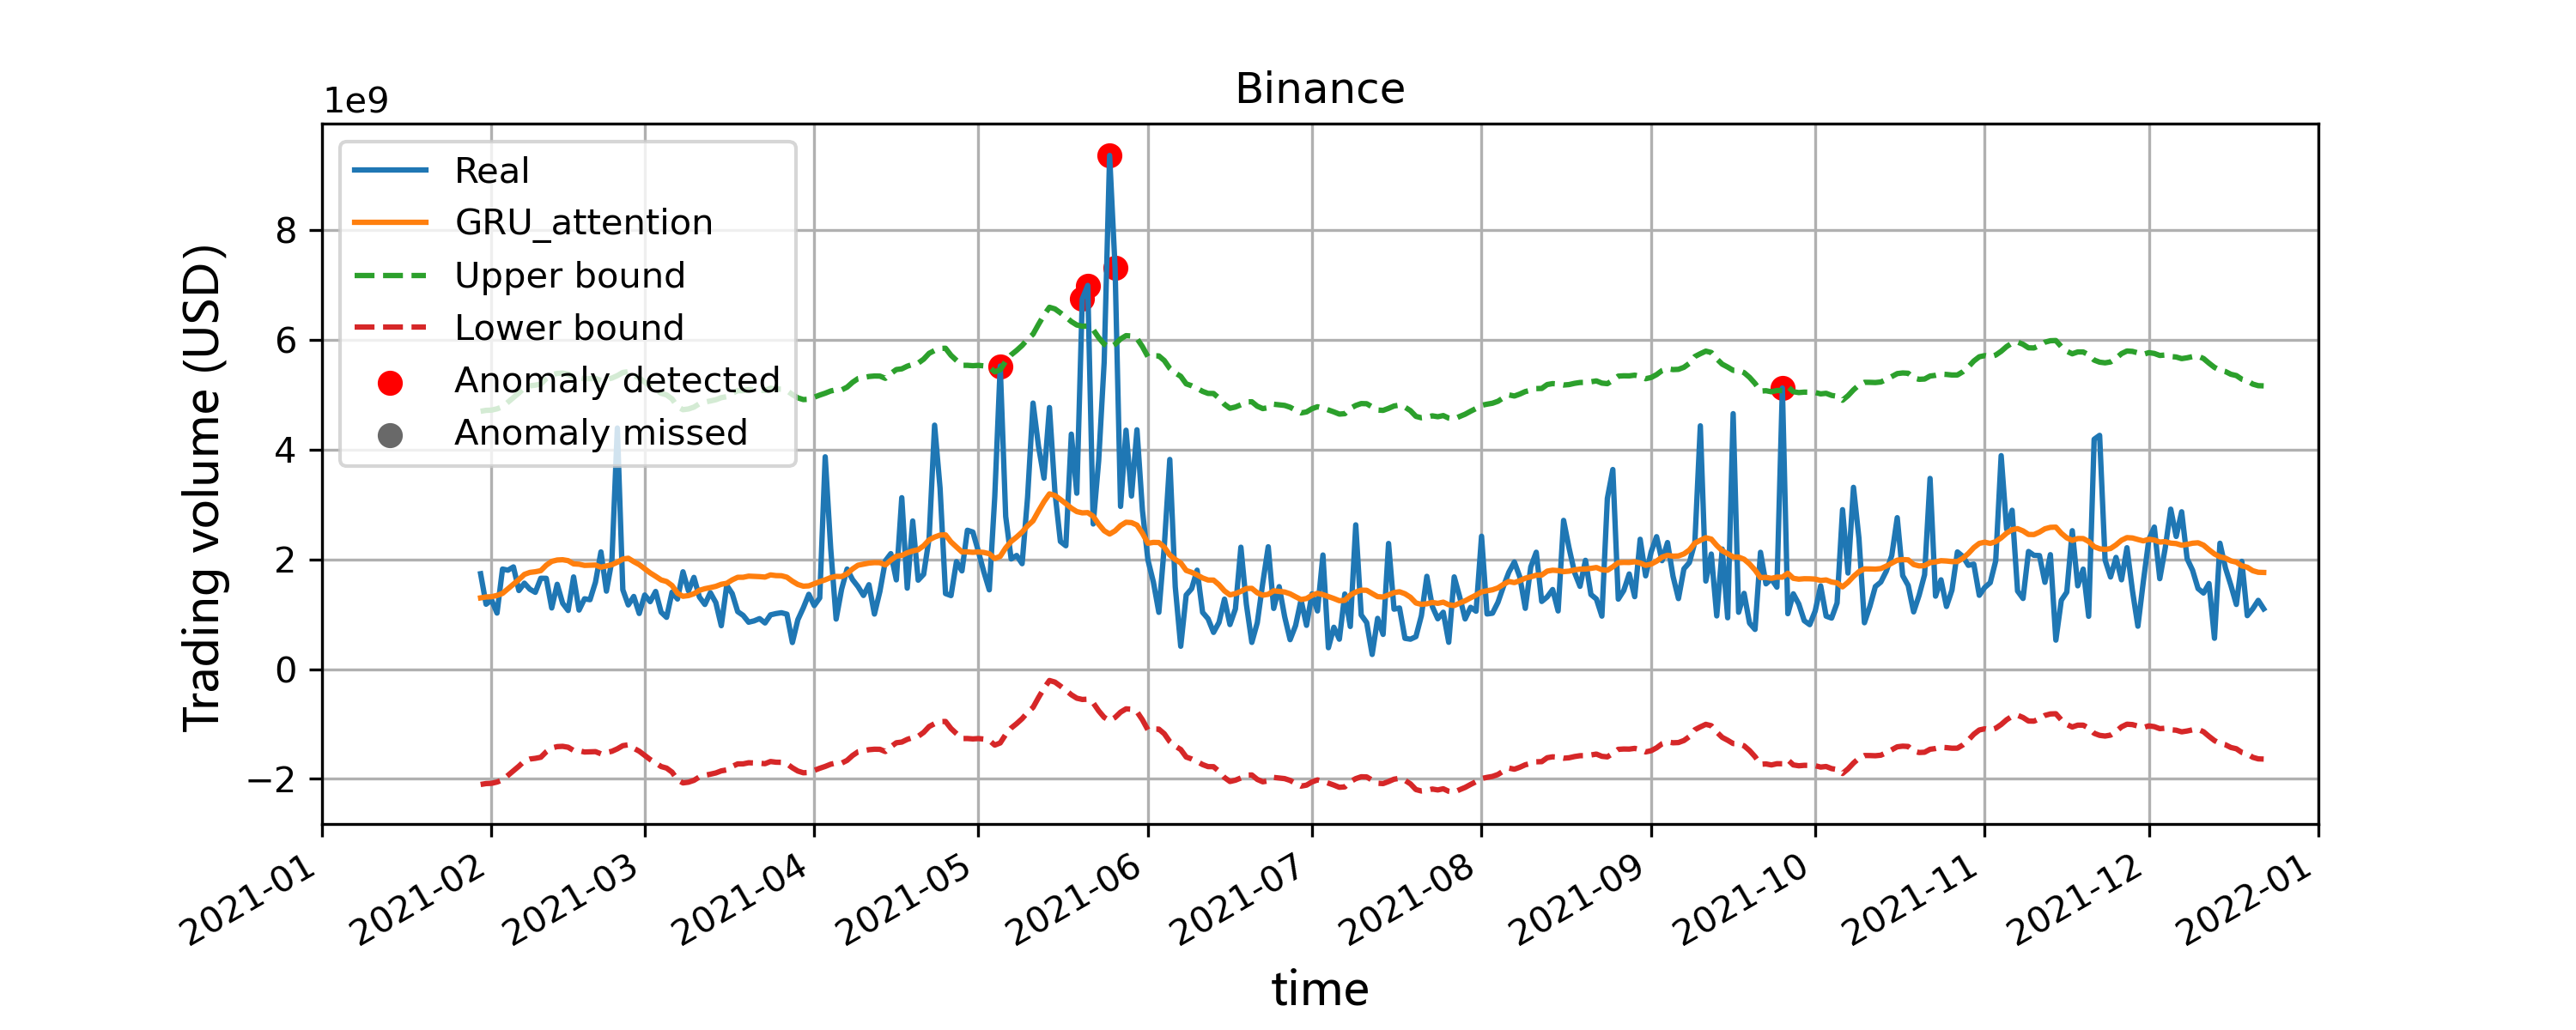 Binance
1e9
Real
GRU_attention
Upper bound
Lower bound
Anomaly detected
Anomaly missed
8
6
4
2
0
−2
Trading volume (USD)
2021-01
2021-02
2021-03
2021-04
2021-05
2021-06
2021-07
2021-08
2021-09
2021-10
2021-11
2021-12
2022-01
time